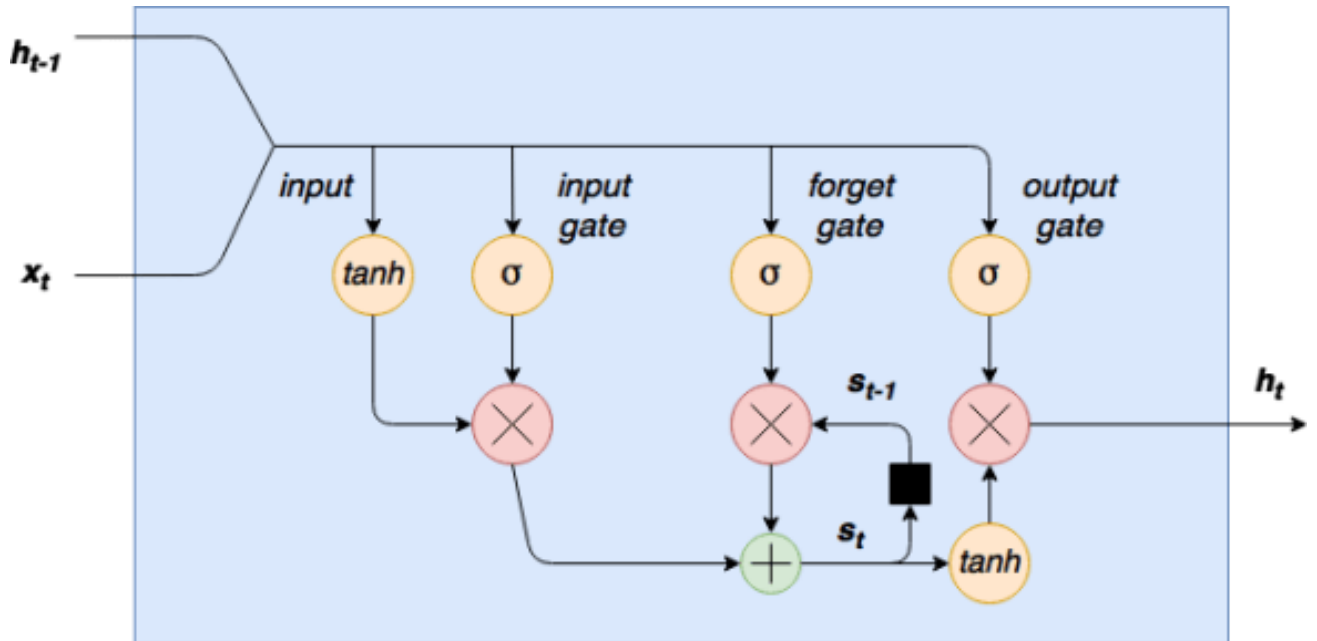 h_{t-1}
input
input
gate
forget
gate
output
gate
x_t
tanh
σ
σ
σ
s_{t-1}
h_t
s_t
tanh